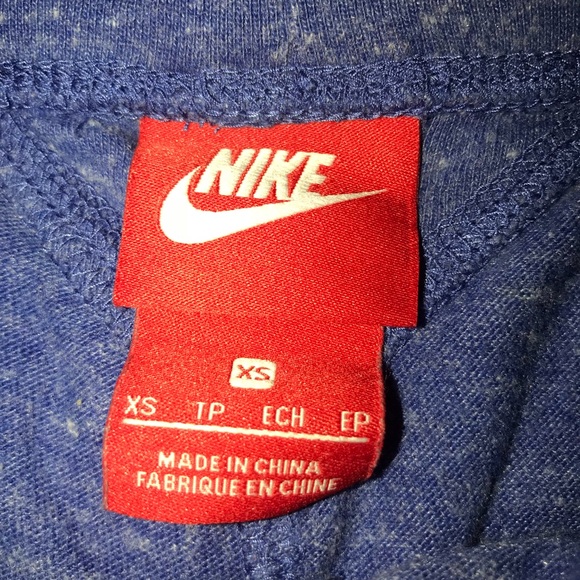 NIKE
XS
XS TP ECH EP
MADE IN CHINA
FABRIQUE EN CHINE